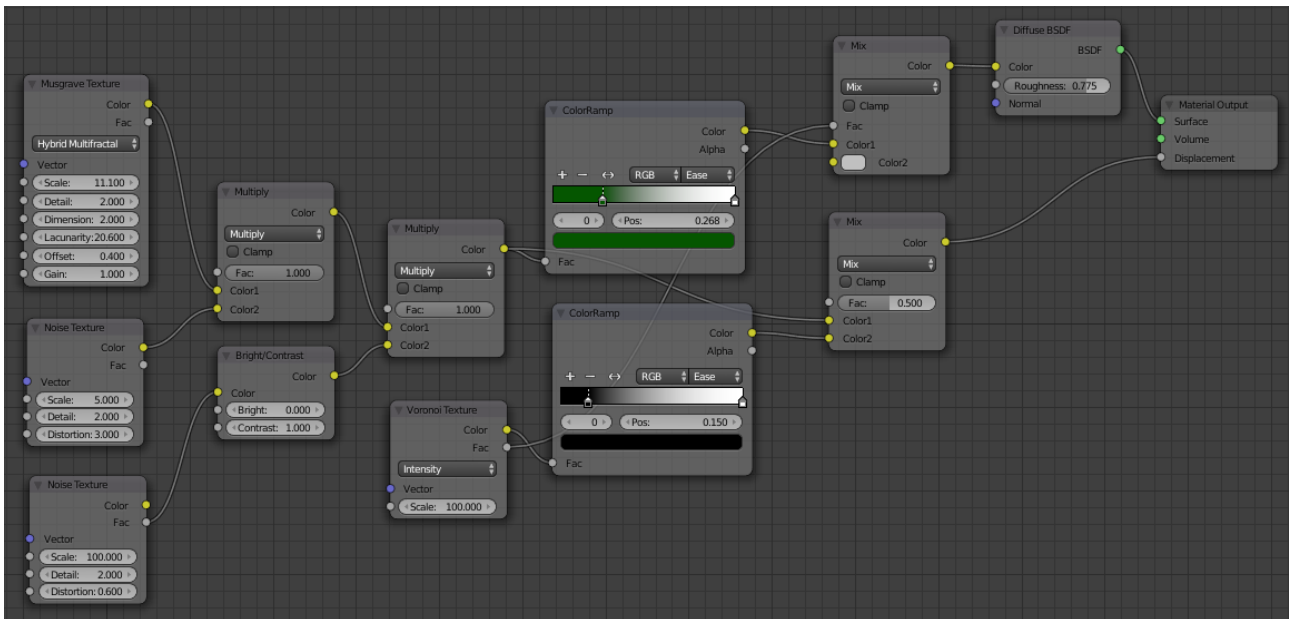 Musgrave Texture
Color
Fac
Hybrid Multifractal
Vector
Scale: 11.100
Detail: 2.000
Dimension: 2.000
Lacunarity: 20.600
Offset: 0.400
Gain: 1.000
Noise Texture
Color
Fac
Vector
Scale: 5.000
Detail: 2.000
Distortion: 3.000
Noise Texture
Color
Fac
Vector
Scale: 100.000
Detail: 2.000
Distortion: 0.600
Multiply
Color
Multiply
Clamp
Fac: 1.000
Color1
Color2
Bright/Contrast
Color
Color
Bright: 0.000
Contrast: 1.000
Multiply
Color
Multiply
Clamp
Fac: 1.000
Color1
Color2
Voronoi Texture
Color
Fac
Intensity
Vector
Scale: 100.000
ColorRamp
Color
Alpha
+ − ↔ RGB Ease
0 Pos: 0.268
Fac
ColorRamp
Color
Alpha
+ − ↔ RGB Ease
0 Pos: 0.150
Fac
Mix
Color
Mix
Clamp
Fac
Color1
Color2
Mix
Color
Mix
Clamp
Fac: 0.500
Color1
Color2
Diffuse BSDF
BSDF
Color
Roughness: 0.775
Normal
Material Output
Surface
Volume
Displacement